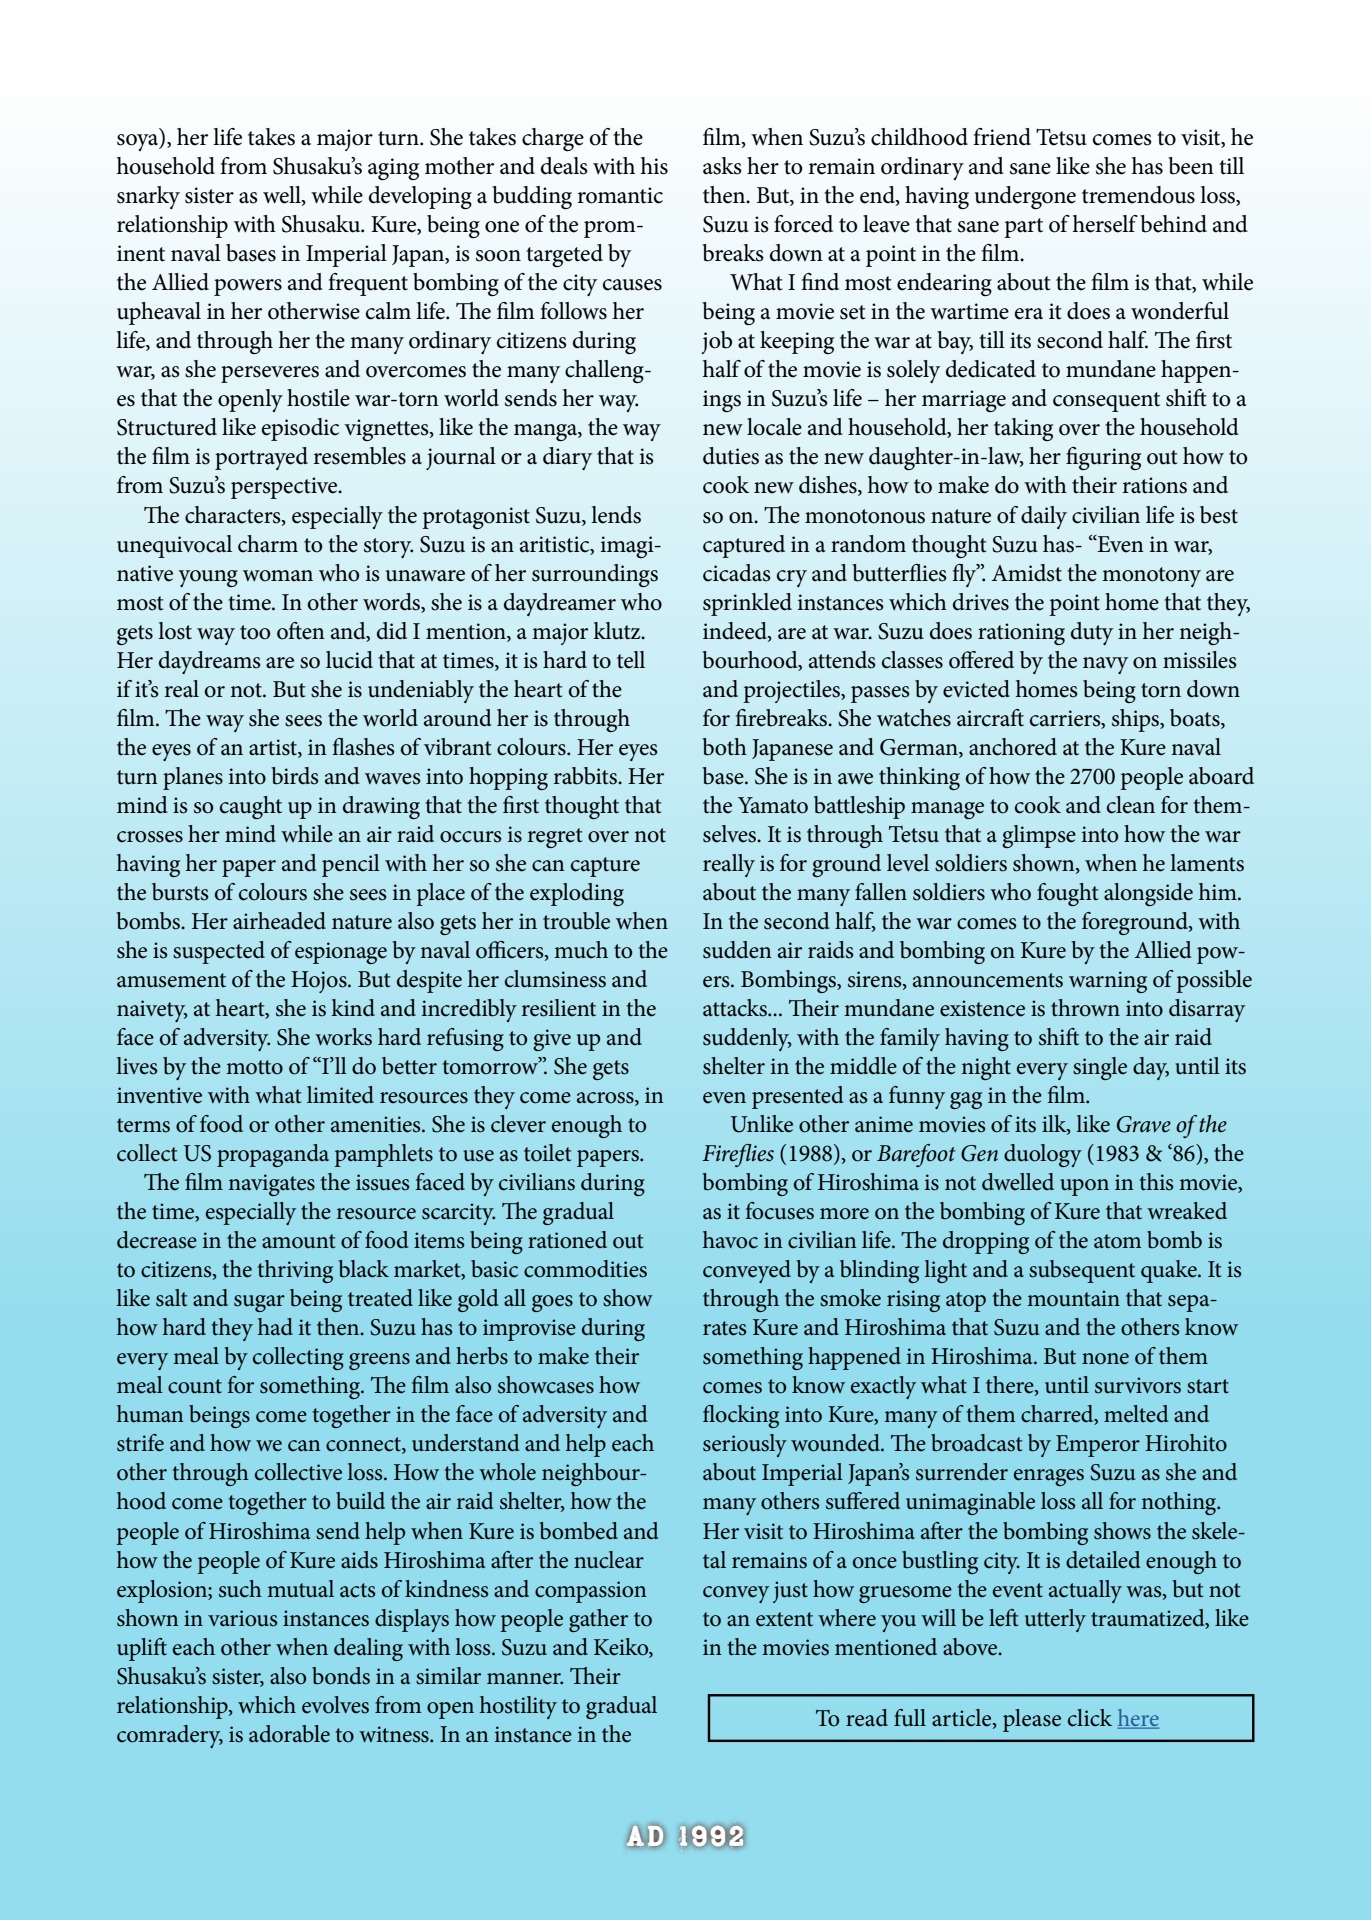 soya), her life takes a major turn. She takes charge of the
household from Shusaku’s aging mother and deals with his
snarky sister as well, while developing a budding romantic
relationship with Shusaku. Kure, being one of the prom-
inent naval bases in Imperial Japan, is soon targeted by
the Allied powers and frequent bombing of the city causes
upheaval in her otherwise calm life. The film follows her
life, and through her the many ordinary citizens during
war, as she perseveres and overcomes the many challeng-
es that the openly hostile war-torn world sends her way.
Structured like episodic vignettes, like the manga, the way
the film is portrayed resembles a journal or a diary that is
from Suzu’s perspective.
The characters, especially the protagonist Suzu, lends
unequivocal charm to the story. Suzu is an aritistic, imagi-
native young woman who is unaware of her surroundings
most of the time. In other words, she is a daydreamer who
gets lost way too often and, did I mention, a major klutz.
Her daydreams are so lucid that at times, it is hard to tell
if it’s real or not. But she is undeniably the heart of the
film. The way she sees the world around her is through
the eyes of an artist, in flashes of vibrant colours. Her eyes
turn planes into birds and waves into hopping rabbits. Her
mind is so caught up in drawing that the first thought that
crosses her mind while an air raid occurs is regret over not
having her paper and pencil with her so she can capture
the bursts of colours she sees in place of the exploding
bombs. Her airheaded nature also gets her in trouble when
she is suspected of espionage by naval officers, much to the
amusement of the Hojos. But despite her clumsiness and
naivety, at heart, she is kind and incredibly resilient in the
face of adversity. She works hard refusing to give up and
lives by the motto of “I’ll do better tomorrow”. She gets
inventive with what limited resources they come across, in
terms of food or other amenities. She is clever enough to
collect US propaganda pamphlets to use as toilet papers.
The film navigates the issues faced by civilians during
the time, especially the resource scarcity. The gradual
decrease in the amount of food items being rationed out
to citizens, the thriving black market, basic commodities
like salt and sugar being treated like gold all goes to show
how hard they had it then. Suzu has to improvise during
every meal by collecting greens and herbs to make their
meal count for something. The film also showcases how
human beings come together in the face of adversity and
strife and how we can connect, understand and help each
other through collective loss. How the whole neighbour-
hood come together to build the air raid shelter, how the
people of Hiroshima send help when Kure is bombed and
how the people of Kure aids Hiroshima after the nuclear
explosion; such mutual acts of kindness and compassion
shown in various instances displays how people gather to
uplift each other when dealing with loss. Suzu and Keiko,
Shusaku’s sister, also bonds in a similar manner. Their
relationship, which evolves from open hostility to gradual
comradery, is adorable to witness. In an instance in the
film, when Suzu’s childhood friend Tetsu comes to visit, he
asks her to remain ordinary and sane like she has been till
then. But, in the end, having undergone tremendous loss,
Suzu is forced to leave that sane part of herself behind and
breaks down at a point in the film.
What I find most endearing about the film is that, while
being a movie set in the wartime era it does a wonderful
job at keeping the war at bay, till its second half. The first
half of the movie is solely dedicated to mundane happen-
ings in Suzu’s life – her marriage and consequent shift to a
new locale and household, her taking over the household
duties as the new daughter-in-law, her figuring out how to
cook new dishes, how to make do with their rations and
so on. The monotonous nature of daily civilian life is best
captured in a random thought Suzu has- “Even in war,
cicadas cry and butterflies fly”. Amidst the monotony are
sprinkled instances which drives the point home that they,
indeed, are at war. Suzu does rationing duty in her neigh-
bourhood, attends classes offered by the navy on missiles
and projectiles, passes by evicted homes being torn down
for firebreaks. She watches aircraft carriers, ships, boats,
both Japanese and German, anchored at the Kure naval
base. She is in awe thinking of how the 2700 people aboard
the Yamato battleship manage to cook and clean for them-
selves. It is through Tetsu that a glimpse into how the war
really is for ground level soldiers shown, when he laments
about the many fallen soldiers who fought alongside him.
In the second half, the war comes to the foreground, with
sudden air raids and bombing on Kure by the Allied pow-
ers. Bombings, sirens, announcements warning of possible
attacks... Their mundane existence is thrown into disarray
suddenly, with the family having to shift to the air raid
shelter in the middle of the night every single day, until its
even presented as a funny gag in the film.
Unlike other anime movies of its ilk, like Grave of the
Fireflies (1988), or Barefoot Gen duology (1983 & ‘86), the
bombing of Hiroshima is not dwelled upon in this movie,
as it focuses more on the bombing of Kure that wreaked
havoc in civilian life. The dropping of the atom bomb is
conveyed by a blinding light and a subsequent quake. It is
through the smoke rising atop the mountain that sepa-
rates Kure and Hiroshima that Suzu and the others know
something happened in Hiroshima. But none of them
comes to know exactly what I there, until survivors start
flocking into Kure, many of them charred, melted and
seriously wounded. The broadcast by Emperor Hirohito
about Imperial Japan’s surrender enrages Suzu as she and
many others suffered unimaginable loss all for nothing.
Her visit to Hiroshima after the bombing shows the skele-
tal remains of a once bustling city. It is detailed enough to
convey just how gruesome the event actually was, but not
to an extent where you will be left utterly traumatized, like
in the movies mentioned above.
To read full article, please click here
AD 1992